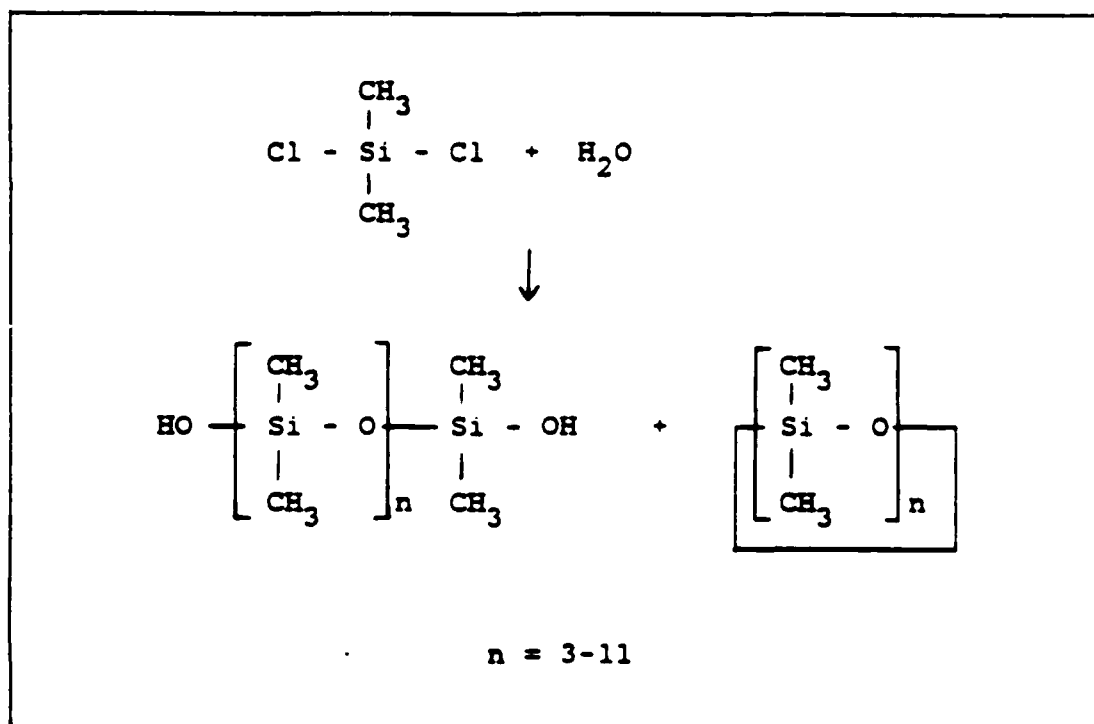 CH3
Cl - Si - Cl + H2O
CH3
CH3 CH3 CH3
HO - Si - O - Si - OH + Si - O
n n
CH3 CH3 CH3
n = 3-11